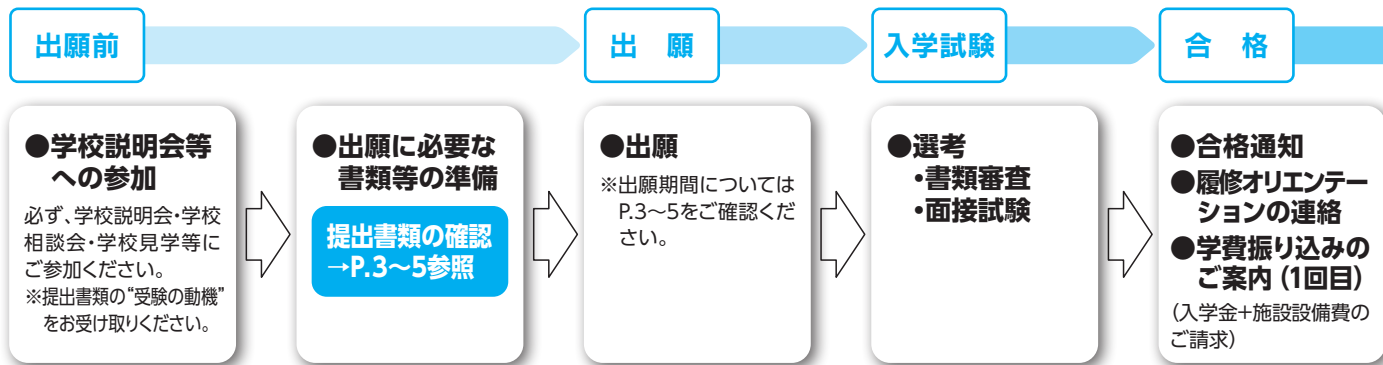 出願前
出　願
入学試験
合　格
●学校説明会等
への参加
必ず、学校説明会・学校
相談会・学校見学等に
ご参加ください。
※提出書類の“受験の動機”
をお受け取りください。
●出願に必要な
書類等の準備
提出書類の確認
→P.3〜5参照
●出願
※出願期間については
P.3〜5をご確認くだ
さい。
●選考
・書類審査
・面接試験
●合格通知
●履修オリエンテー
ションの連絡
●学費振り込みの
ご案内（1回目）
（入学金+施設設備費の
ご請求）